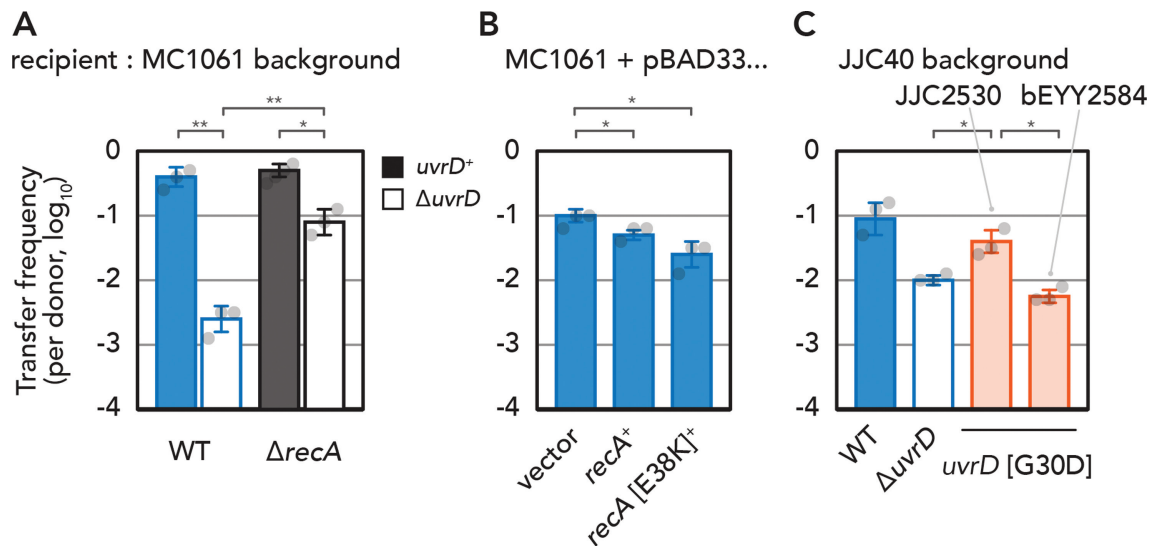 A
recipient : MC1061 background
** 
** *
0
-1
-2
-3
-4
Transfer frequency
(per donor, log10)
WT ΔrecA
uvrD+
ΔuvrD
B
MC1061 + pBAD33...
*
*
0
-1
-2
-3
-4
vector
recA+
recA [E38K]+
C
JJC40 background
JJC2530 bEYY2584
* *
0
-1
-2
-3
-4
WT
ΔuvrD
uvrD [G30D]